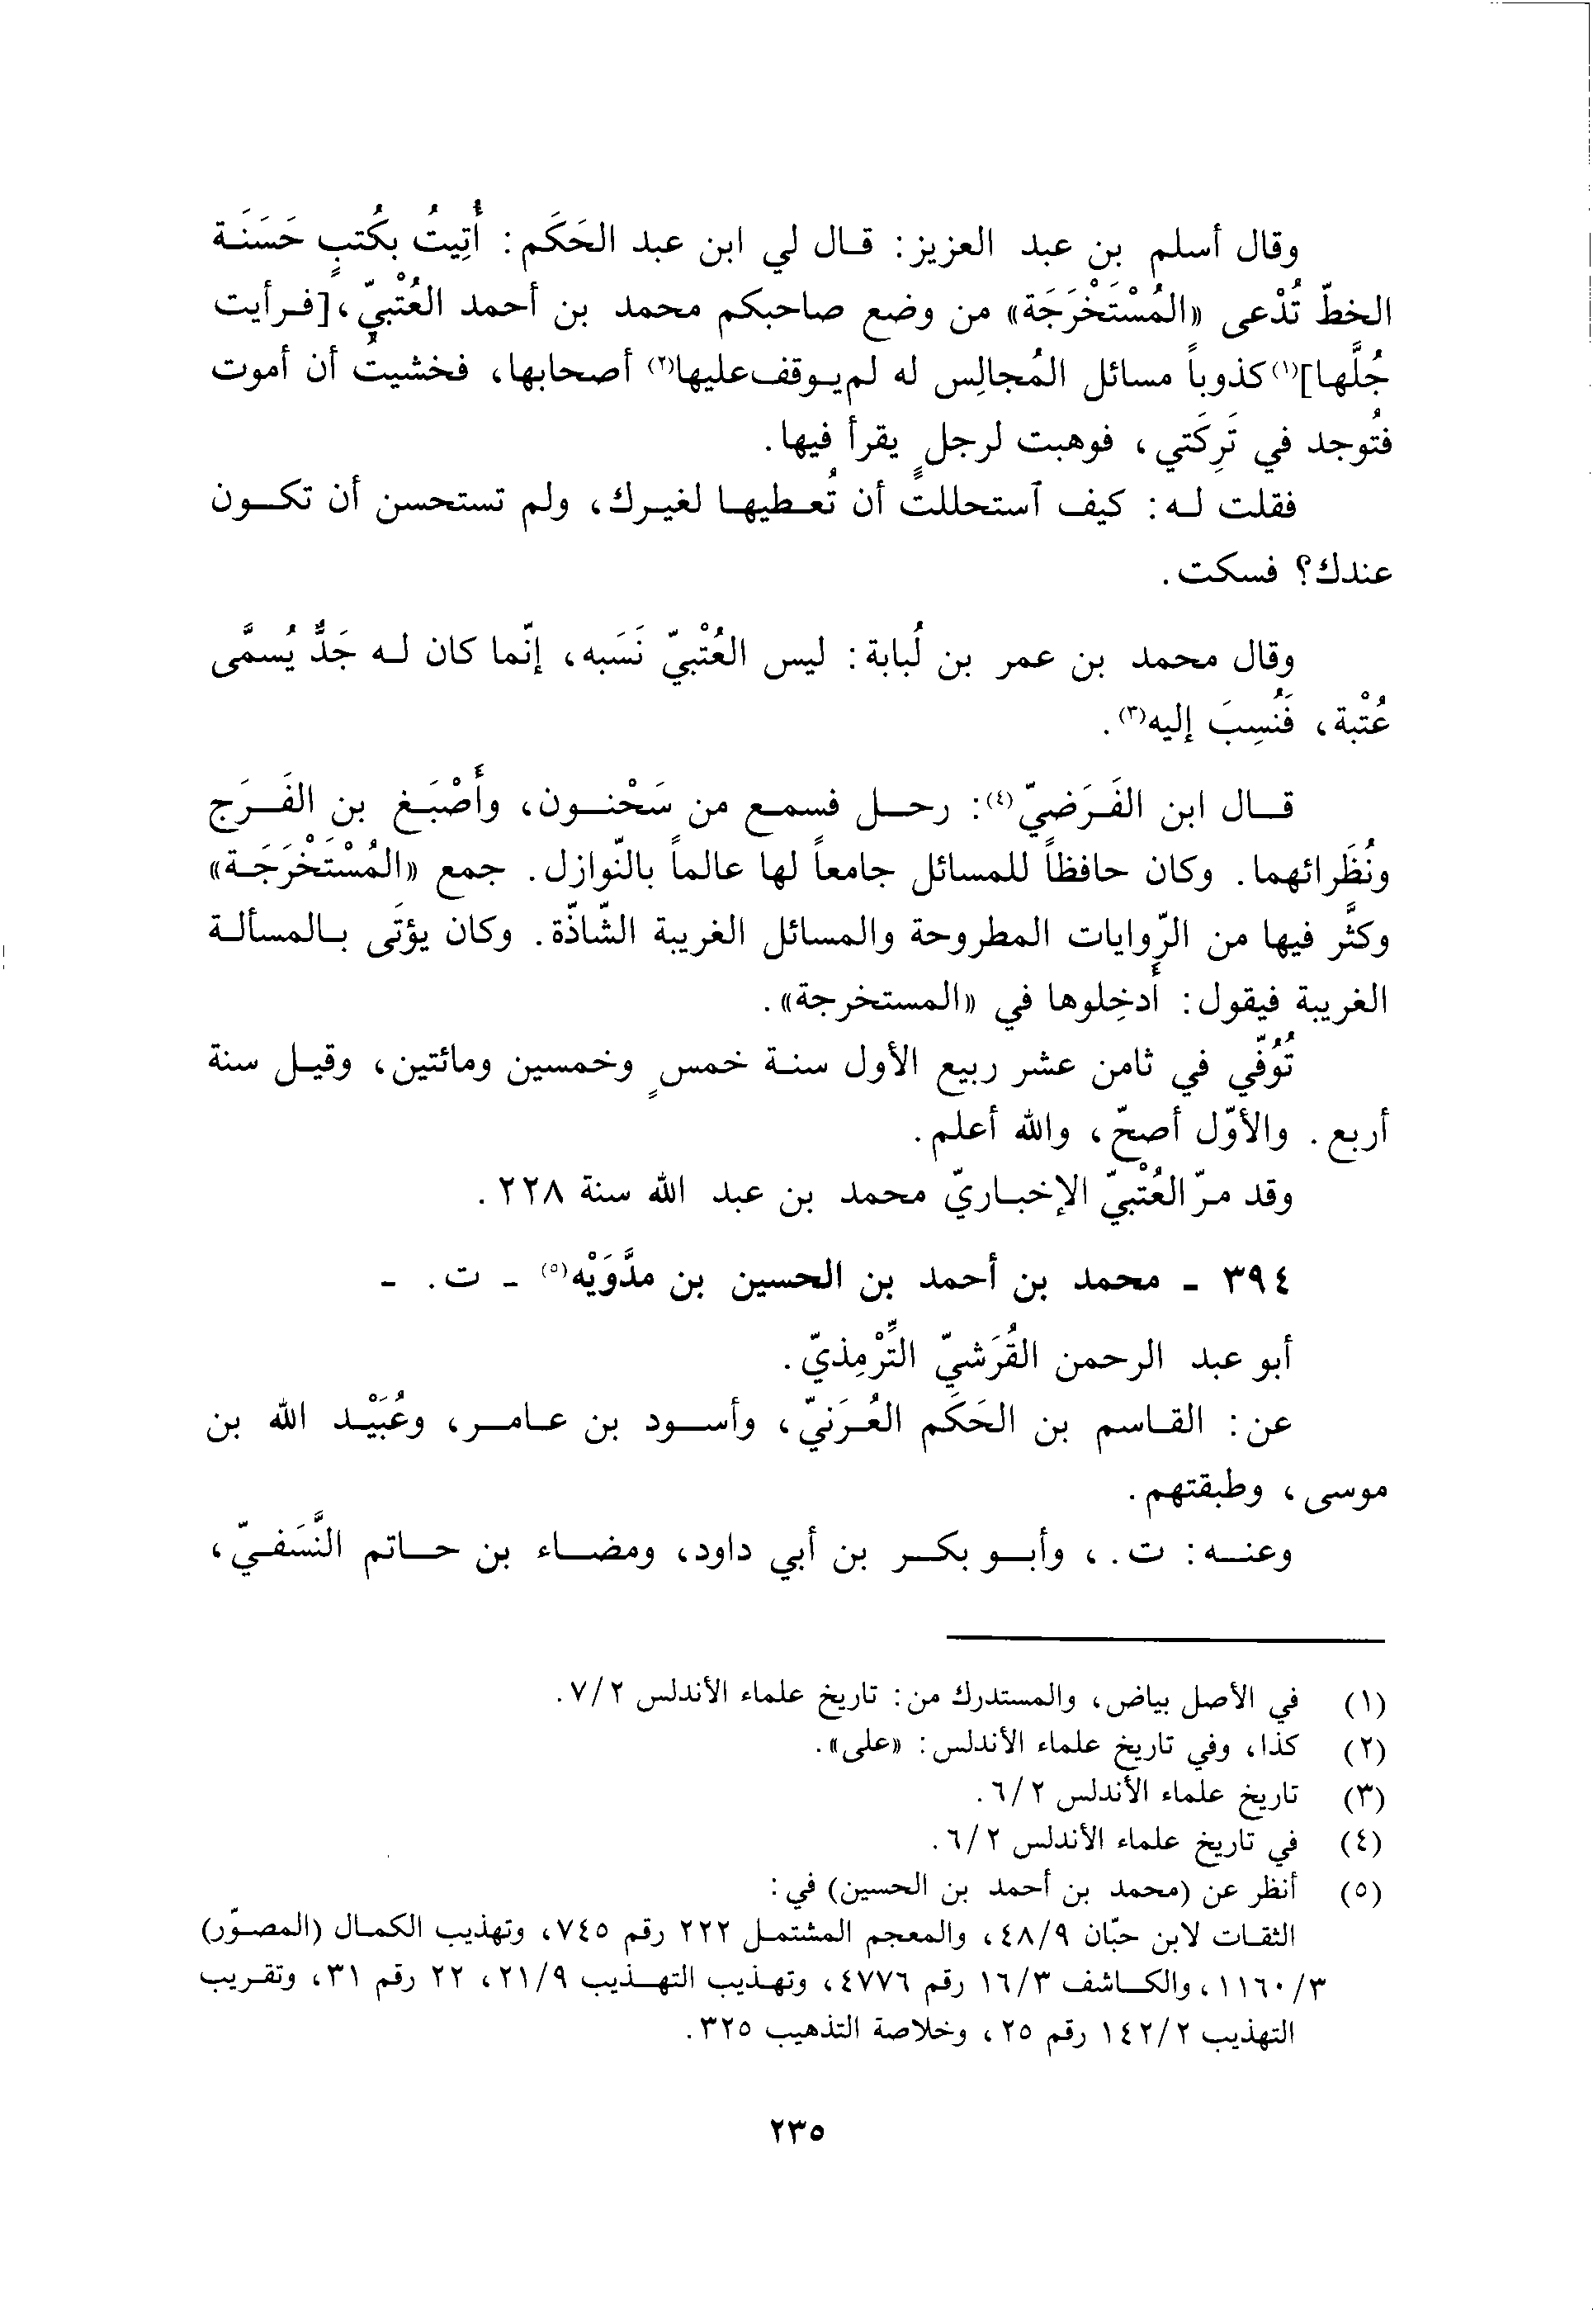 وقال أسلم بن عبد العزيز: قال لي ابن عبد الحَكَم: أُتِيتُ بكُتبٍ حَسَنَة
الخطّ تُدْعى «المُسْتَخْرَجَة» من وضع صاحبكم محمد بن أحمد العُتْبيّ، [فرأيت
جُلَّها](١) كذوباً مسائل المُجالِس له لم يوقف عليها(٢) أصحابها، فخشيتُ أن أموت
فتُوجد في تَرِكَتي، فوهبت لرجلٍ يقرأ فيها.
فقلت له: كيف ٱستحللت أن تُعطيها لغيرك، ولم تستحسن أن تكون
عندك؟ فسكت.
وقال محمد بن عمر بن لُبابة: ليس العُتْبيّ نَسَبه، إنّما كان له جَدٌّ يُسمَّى
عُتْبة، فَنُسِبَ إليه(٣).
قال ابن الفَرَضيّ(٤): رحل فسمع من سَحْنون، وأَصْبَغ بن الفَرَج
ونُظَرائهما. وكان حافظاً للمسائل جامعاً لها عالماً بالنّوازل. جمع «المُسْتَخْرَجَة»
وكثَّر فيها من الرّوايات المطروحة والمسائل الغريبة الشّاذّة. وكان يؤتَى بالمسألة
الغريبة فيقول: أَدخِلوها في «المستخرجة».
تُوُفّي في ثامن عشر ربيع الأول سنة خمسٍ وخمسين ومائتين، وقيل سنة
أربع. والأوّل أصحّ، والله أعلم.
وقد مرّ العُتْبيّ الإخباريّ محمد بن عبد الله سنة ٢٢٨.
٣٩٤ - محمد بن أحمد بن الحسين بن مدَّوَيْه(٥) - ت. -
أبو عبد الرحمن القُرَشيّ التِّرْمِذيّ.
عن: القاسم بن الحَكَم العُرَنيّ، وأسود بن عامر، وعُبَيْد الله بن
موسى، وطبقتهم.
وعنه: ت.، وأبو بكر بن أبي داود، ومضاء بن حاتم النَّسَفيّ،
(١) في الأصل بياض، والمستدرك من: تاريخ علماء الأندلس ٧/٢.
(٢) كذا، وفي تاريخ علماء الأندلس: «على».
(٣) تاريخ علماء الأندلس ٦/٢.
(٤) في تاريخ علماء الأندلس ٦/٢.
(٥) أنظر عن (محمد بن أحمد بن الحسين) في:
الثقات لابن حبّان ٤٨/٩، والمعجم المشتمل ٢٢٢ رقم ٧٤٥، وتهذيب الكمال (المصوّر)
١١٦٠/٣، والكاشف ١٦/٣ رقم ٤٧٧٦، وتهذيب التهذيب ٢١/٩، ٢٢ رقم ٣١، وتقريب
التهذيب ١٤٢/٢ رقم ٢٥، وخلاصة التذهيب ٣٢٥.
٢٣٥